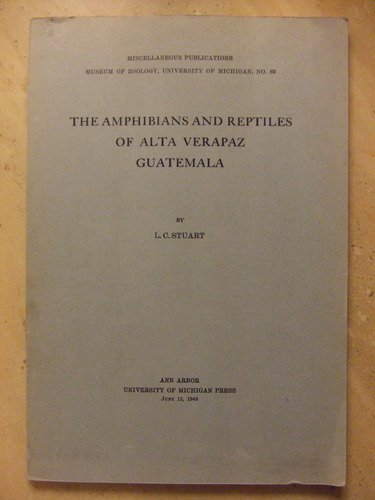 MISCELLANEOUS PUBLICATIONS
MUSEUM OF ZOOLOGY, UNIVERSITY OF MICHIGAN, NO. 69
THE AMPHIBIANS AND REPTILES
OF ALTA VERAPAZ
GUATEMALA
BY
L. C. STUART
ANN ARBOR
UNIVERSITY OF MICHIGAN PRESS
JUNE 12, 1948